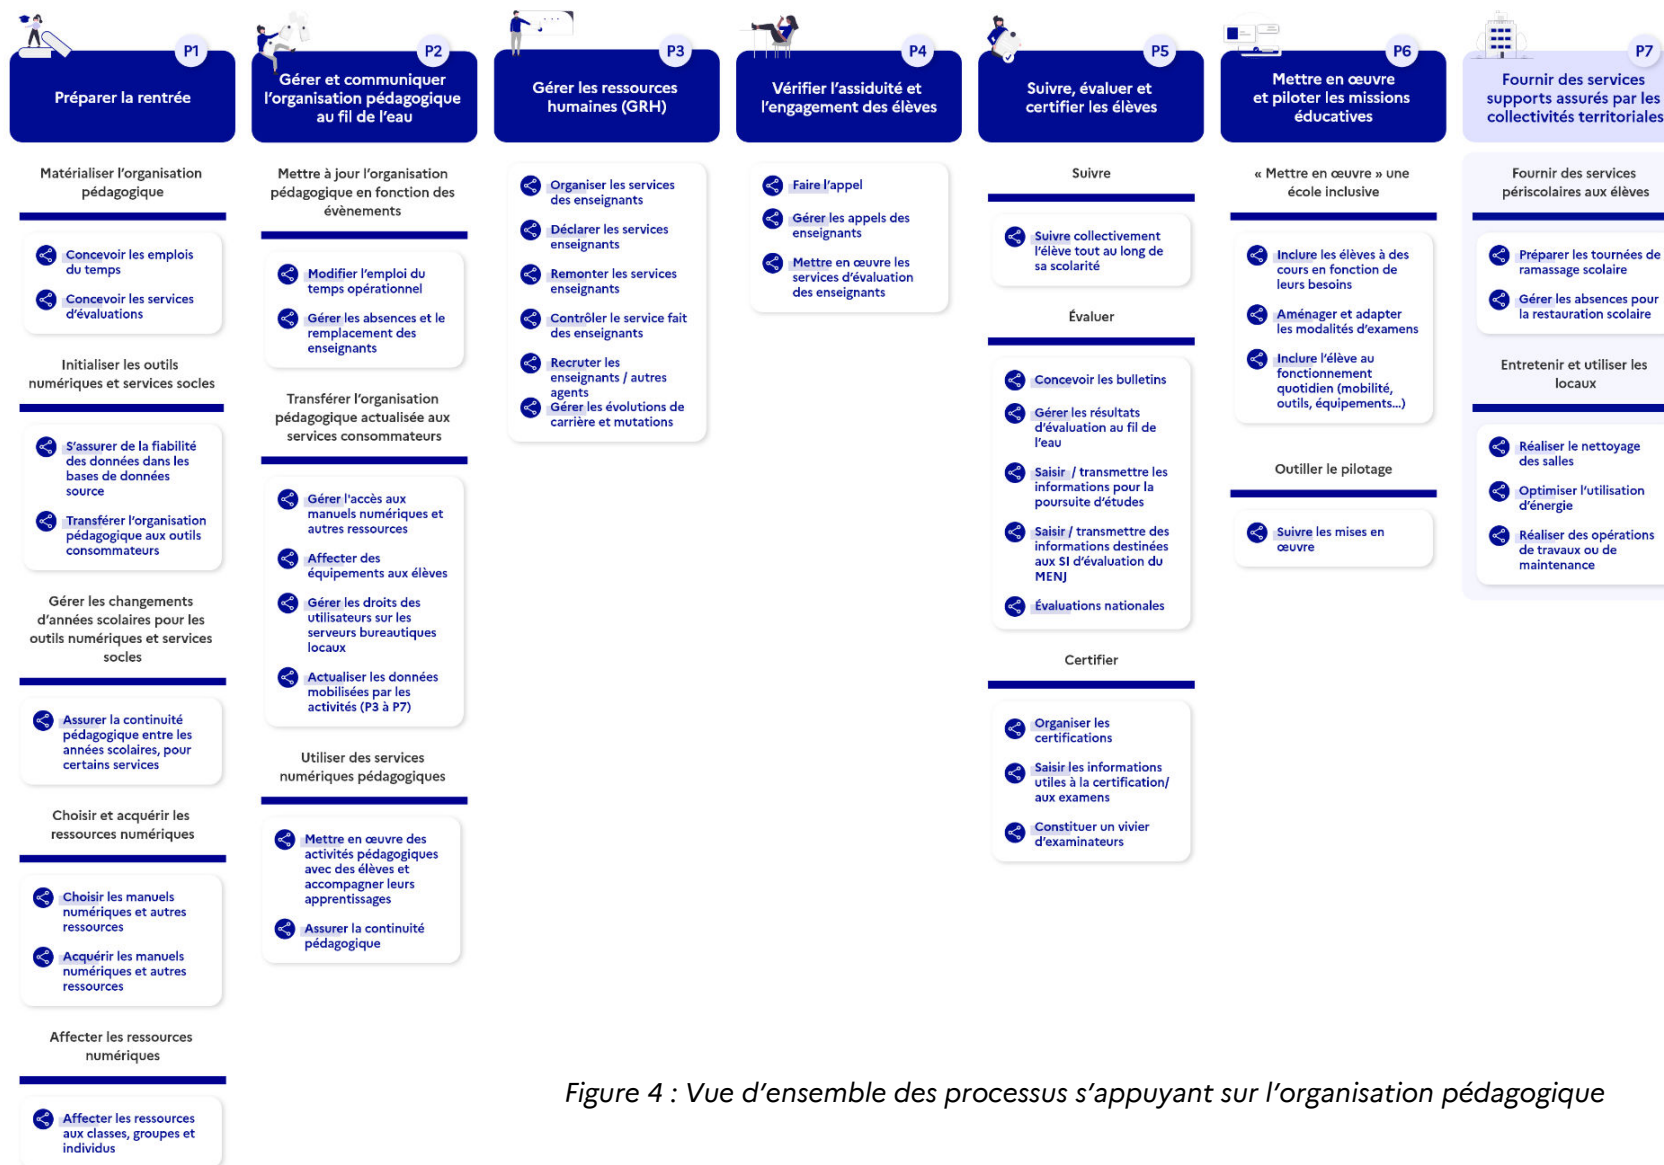 P1
Préparer la rentrée
Matérialiser l'organisation
pédagogique
Concevoir les emplois
du temps
Concevoir les services
d'évaluations
Initialiser les outils
numériques et services socles
S'assurer de la fiabilité
des données dans les
bases de données
source
Transférer l'organisation
pédagogique aux outils
consommateurs
Gérer les changements
d'années scolaires pour les
outils numériques et services
socles
Assurer la continuité
pédagogique entre les
années scolaires, pour
certains services
Choisir et acquérir les
ressources numériques
Choisir les manuels
numériques et autres
ressources
Acquérir les manuels
numériques et autres
ressources
Affecter les ressources
numériques
Affecter les ressources
aux classes, groupes et
individus
P2
Gérer et communiquer
l'organisation pédagogique
au fil de l'eau
Mettre à jour l'organisation
pédagogique en fonction des
évènements
Modifier l'emploi du
temps opérationnel
Gérer les absences et le
remplacement des
enseignants
Transférer l'organisation
pédagogique actualisée aux
services consommateurs
Gérer l'accès aux
manuels numériques et
autres ressources
Affecter des
équipements aux élèves
Gérer les droits des
utilisateurs sur les
serveurs bureautiques
locaux
Actualiser les données
mobilisées par les
activités (P3 à P7)
Utiliser des services
numériques pédagogiques
Mettre en œuvre des
activités pédagogiques
avec des élèves et
accompagner leurs
apprentissages
Assurer la continuité
pédagogique
P3
Gérer les ressources
humaines (GRH)
Organiser les services
des enseignants
Déclarer les services
enseignants
Remonter les services
enseignants
Contrôler le service fait
des enseignants
Recruter les
enseignants / autres
agents
Gérer les évolutions de
carrière et mutations
P4
Vérifier l'assiduité et
l'engagement des élèves
Faire l'appel
Gérer les appels des
enseignants
Mettre en œuvre les
services d'évaluation
des enseignants
P5
Suivre, évaluer et
certifier les élèves
Suivre
Suivre collectivement
l'élève tout au long de
sa scolarité
Évaluer
Concevoir les bulletins
Gérer les résultats
d'évaluation au fil de
l'eau
Saisir / transmettre les
informations pour la
poursuite d'études
Saisir / transmettre des
informations destinées
aux SI d'évaluation du
MENJ
Évaluations nationales
Certifier
Organiser les
certifications
Saisir les informations
utiles à la certification/
aux examens
Constituer un vivier
d'examinateurs
P6
Mettre en œuvre
et piloter les missions
éducatives
« Mettre en œuvre » une
école inclusive
Inclure les élèves à des
cours en fonction de
leurs besoins
Aménager et adapter
les modalités d'examens
Inclure l'élève au
fonctionnement
quotidien (mobilité,
outils, équipements...)
Outiller le pilotage
Suivre les mises en
œuvre
P7
Fournir des services
supports assurés par les
collectivités territoriales
Fournir des services
périscolaires aux élèves
Préparer les tournées de
ramassage scolaire
Gérer les absences pour
la restauration scolaire
Entretenir et utiliser les
locaux
Réaliser le nettoyage
des salles
Optimiser l'utilisation
d'énergie
Réaliser des opérations
de travaux ou de
maintenance
Figure 4 : Vue d'ensemble des processus s'appuyant sur l'organisation pédagogique